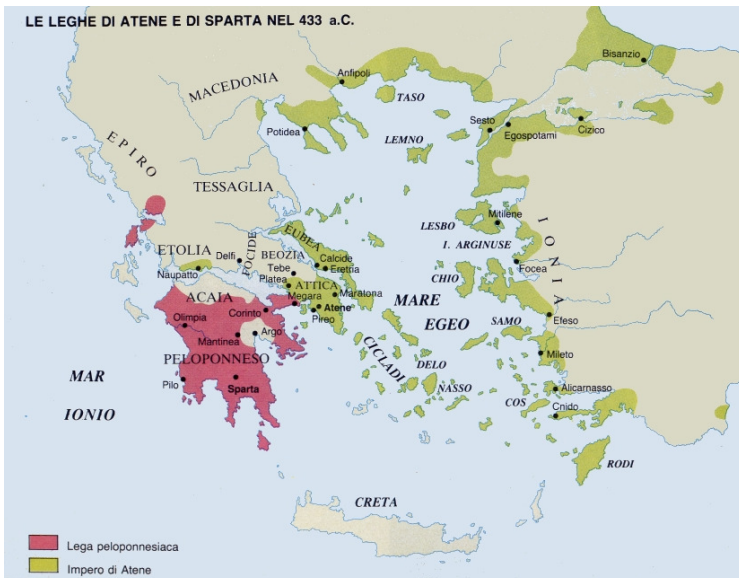 LE LEGHE DI ATENE E DI SPARTA NEL 433 a.C.
Bisanzio
MACEDONIA
Anfipoli
TASO
Sesto
Egospotami
Cizico
Potidea
LEMNO
EPIRO
TESSAGLIA
LESBO
Mitilene
I. ARGINUSE
IONIA
ETOLIA
Delfi
FOCIDE
BEOZIA
EUBEA
Calcide
Eretria
Focea
Naupatto
Tebe
Platea
ATTICA
CHIO
ACAIA
Megara
Maratona
MARE
EGEO
Olimpia
Corinto
Atene
Pireo
SAMO
Efeso
Mantinea
Argo
PELOPONNESO
CICLADI
DELO
Mileto
MAR
IONIO
Pilo
Sparta
NASSO
Alicarnasso
COS
Cnido
RODI
CRETA
Lega peloponnesiaca
Impero di Atene